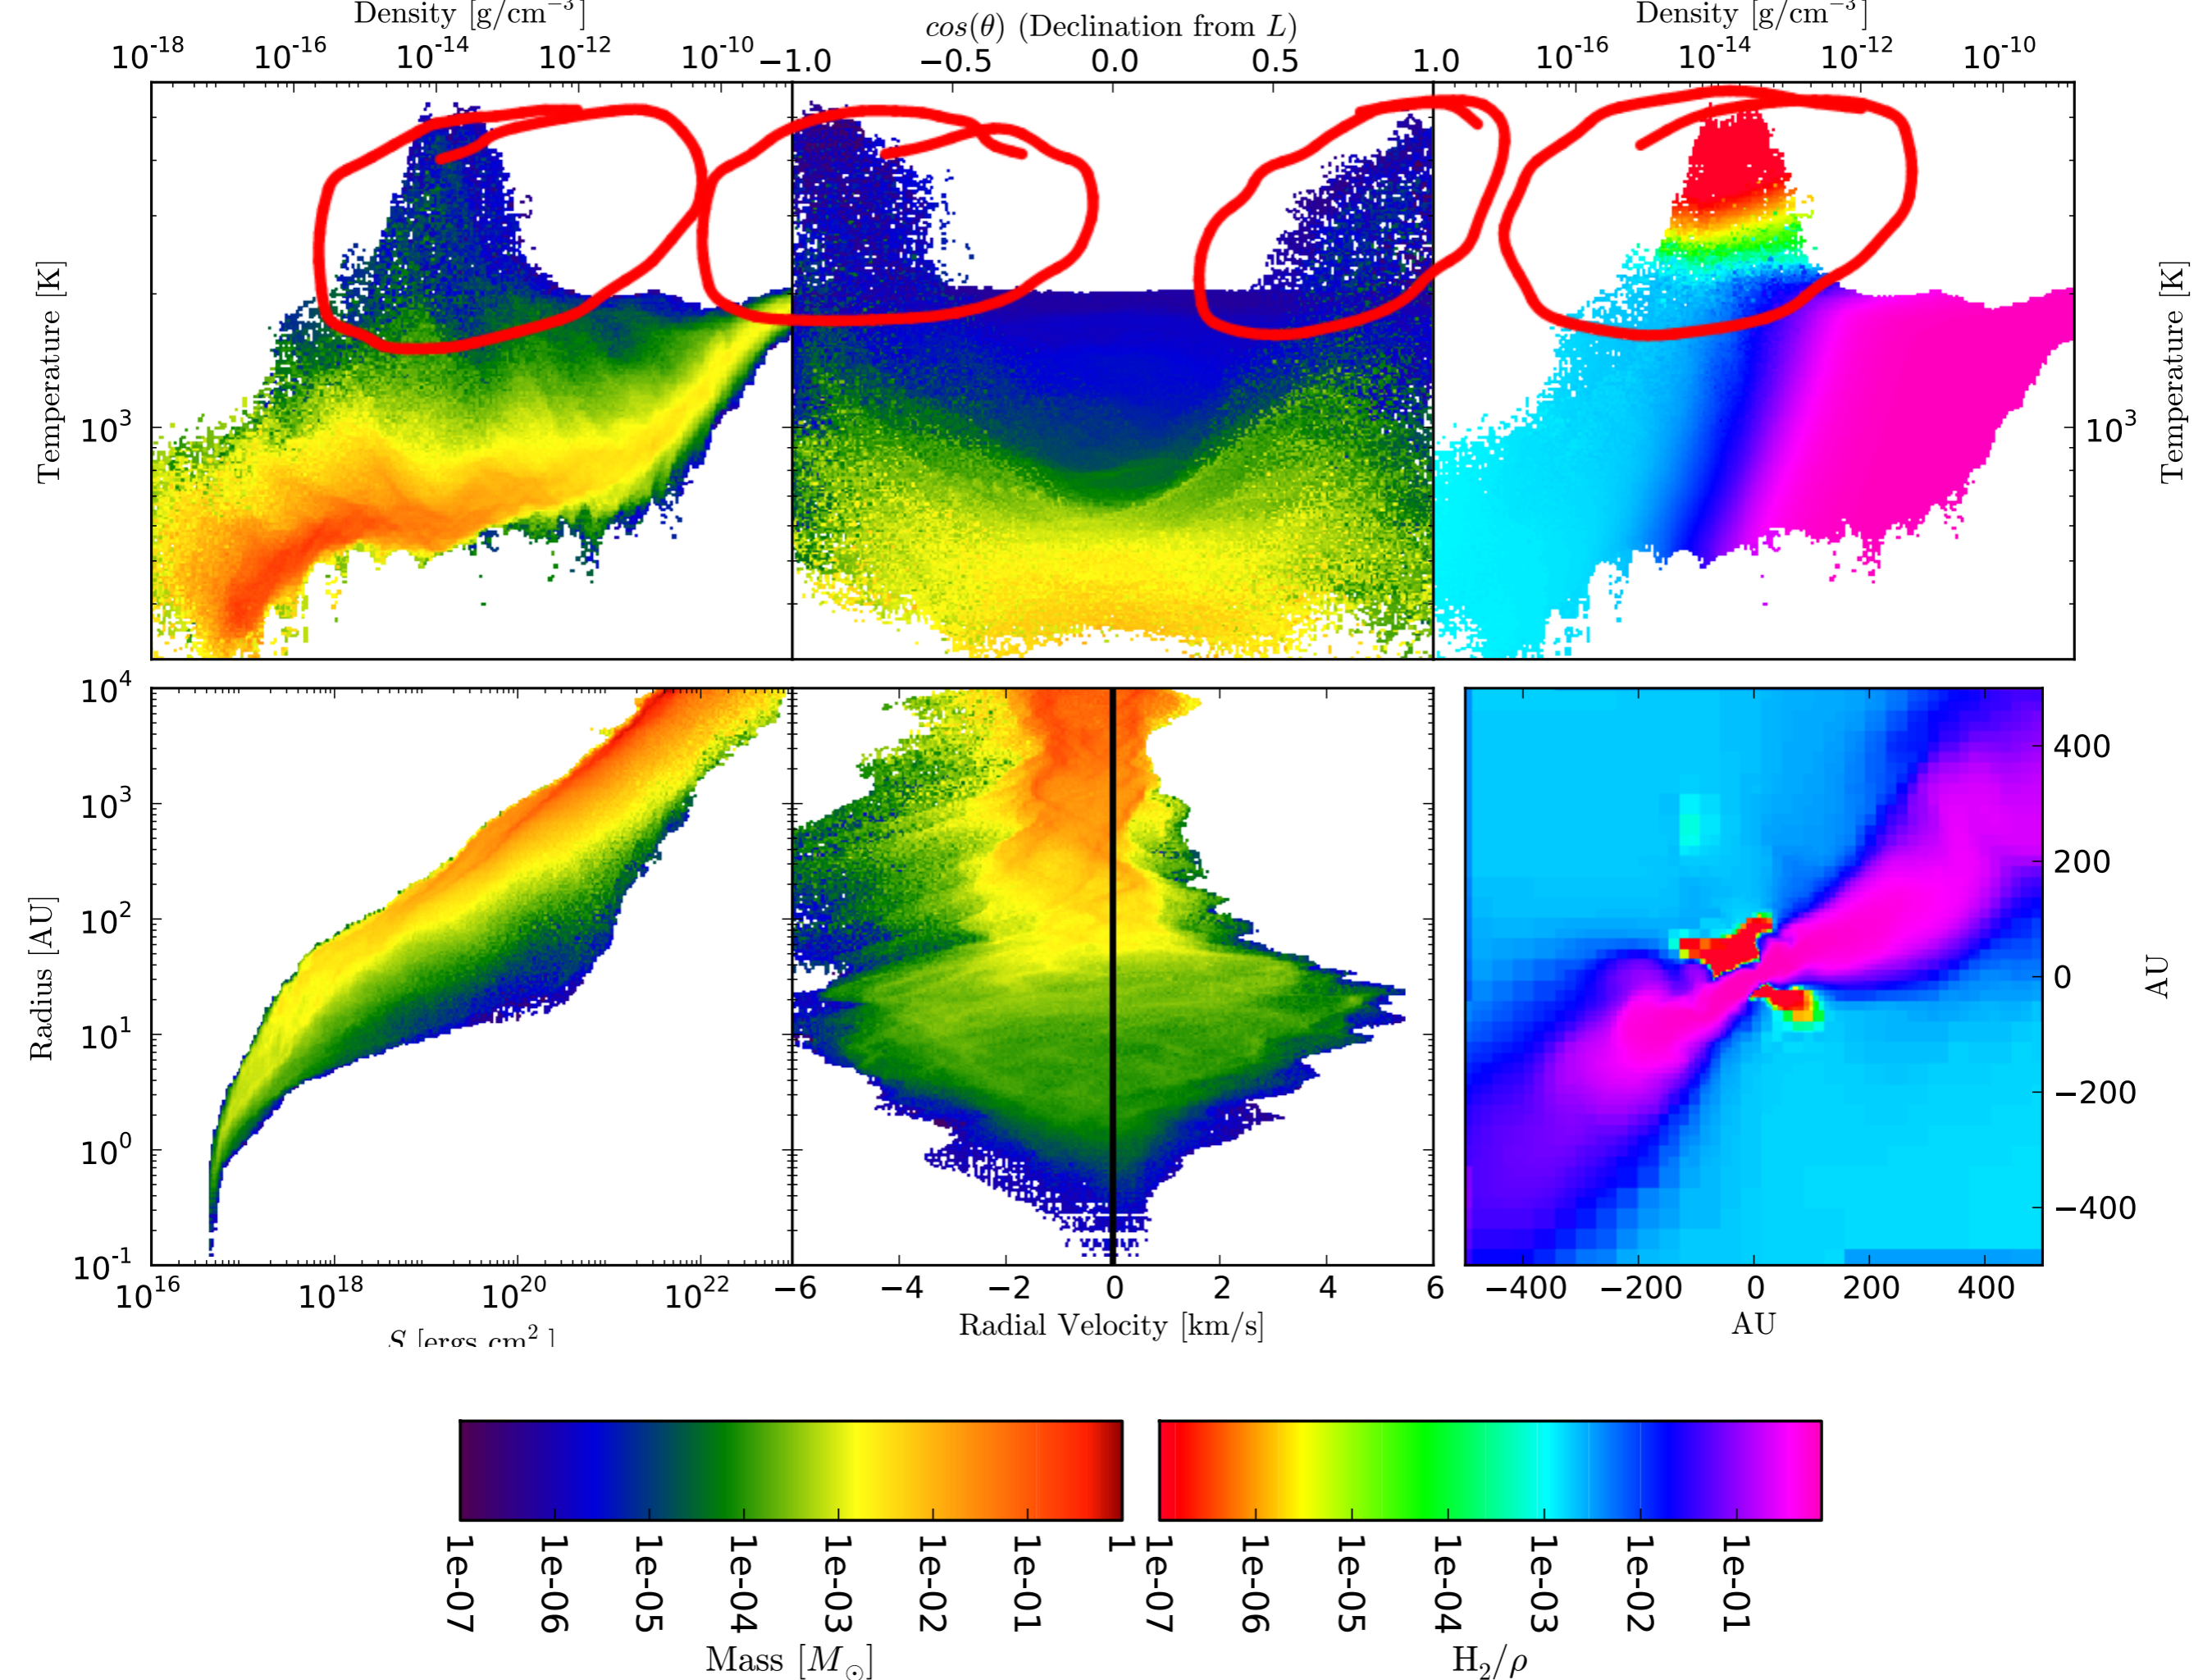 Density [g/cm⁻³]
cos(θ) (Declination from L)
Density [g/cm⁻³]
10⁻¹⁸ 10⁻¹⁶ 10⁻¹⁴ 10⁻¹² 10⁻¹⁰ −1.0 −0.5 0.0 0.5 1.0 10⁻¹⁶ 10⁻¹⁴ 10⁻¹² 10⁻¹⁰
Temperature [K]
10³
10³
Temperature [K]
10⁴
10³
10²
10¹
10⁰
10⁻¹
Radius [AU]
400
200
0
−200
−400
AU
10¹⁶ 10¹⁸ 10²⁰ 10²² −6 −4 −2 0 2 4 6 −400 −200 0 200 400
S [ergs cm² ]
Radial Velocity [km/s]
AU
1e-07 1e-06 1e-05 1e-04 1e-03 1e-02 1e-01 1
1e-07 1e-06 1e-05 1e-04 1e-03 1e-02 1e-01
Mass [M☉]
H₂/ρ